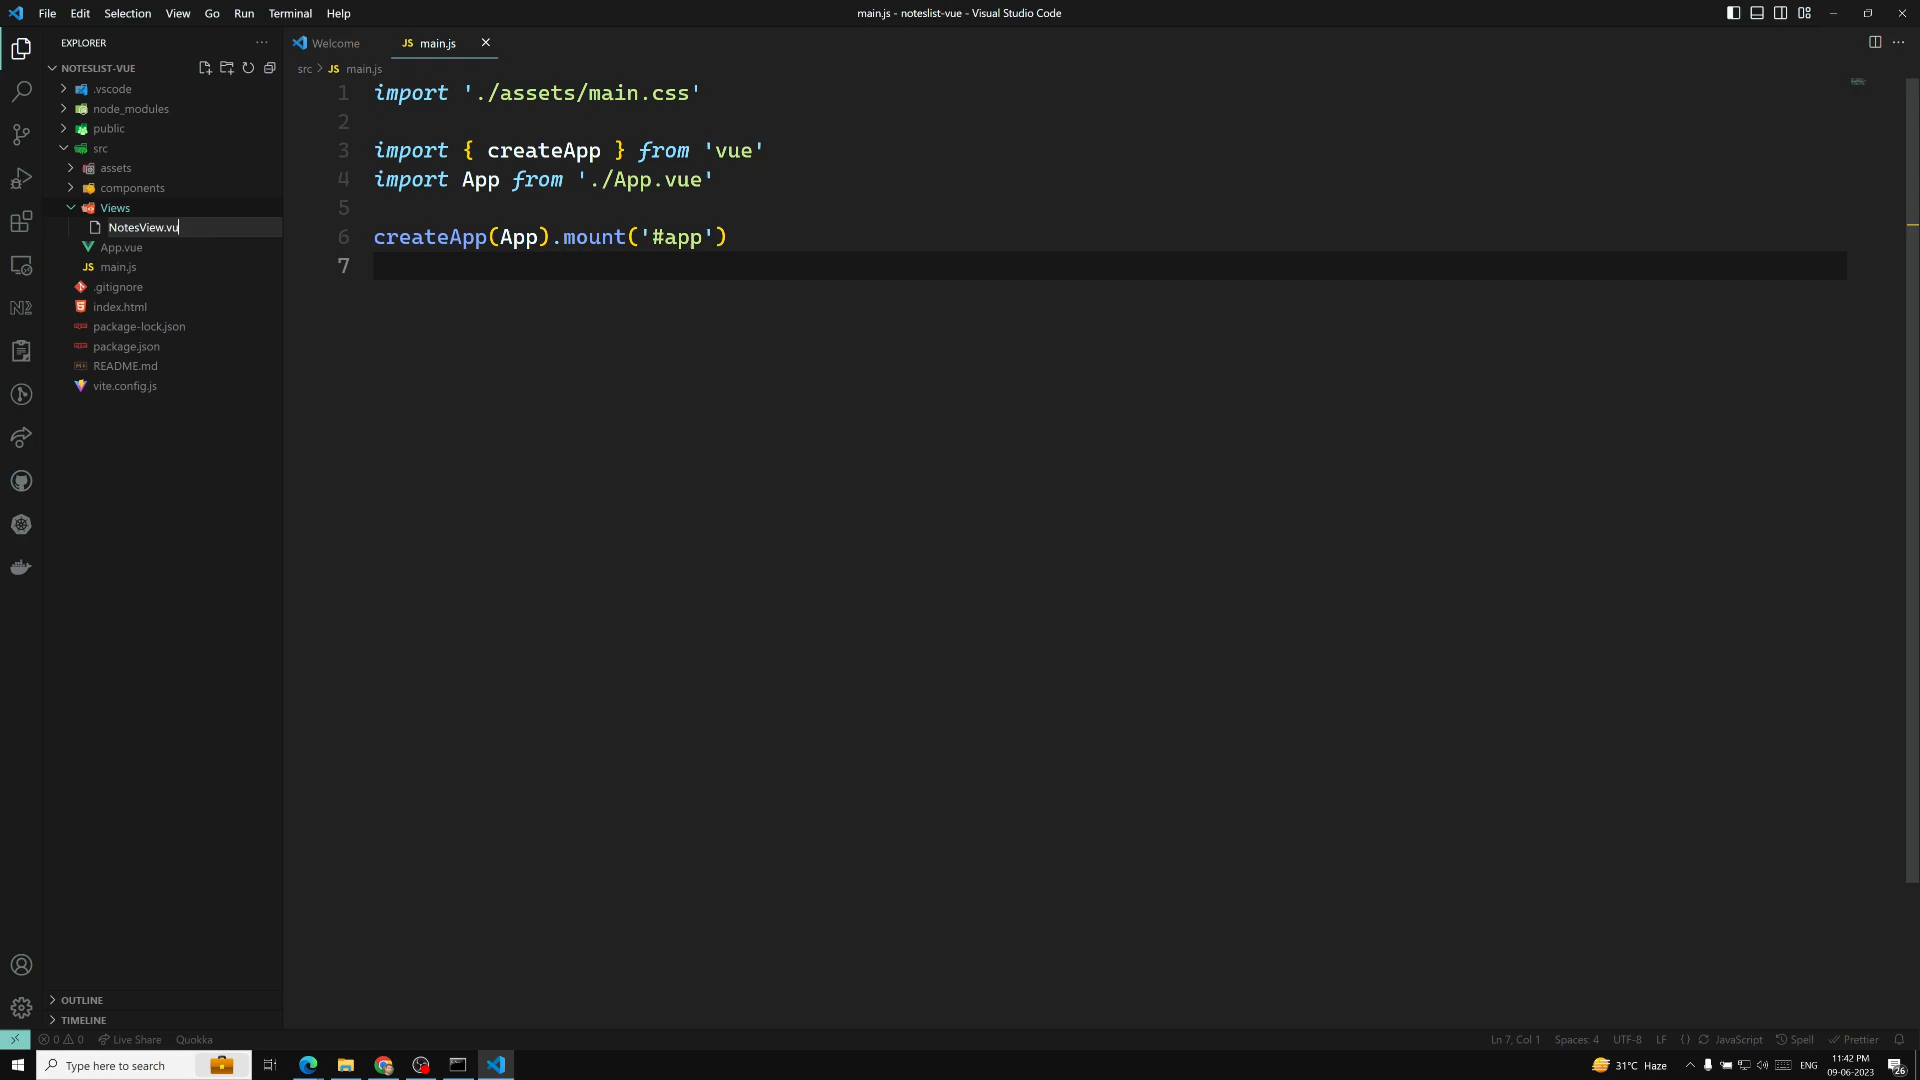 File Edit Selection View Go Run Terminal Help
main.js - noteslist-vue - Visual Studio Code
EXPLORER
NOTESLIST-VUE
.vscode
node_modules
public
src
assets
components
Views
NotesView.vu
App.vue
main.js
.gitignore
index.html
package-lock.json
package.json
README.md
vite.config.js
OUTLINE
TIMELINE
Welcome JS main.js
src > JS main.js
1 import './assets/main.css'
2
3 import { createApp } from 'vue'
4 import App from './App.vue'
5
6 createApp(App).mount('#app')
7
0 0 Live Share Quokka
Ln 7, Col 1 Spaces: 4 UTF-8 LF {} JavaScript Spell Prettier
Type here to search
31°C Haze ENG 11:42 PM
09-06-2023 26